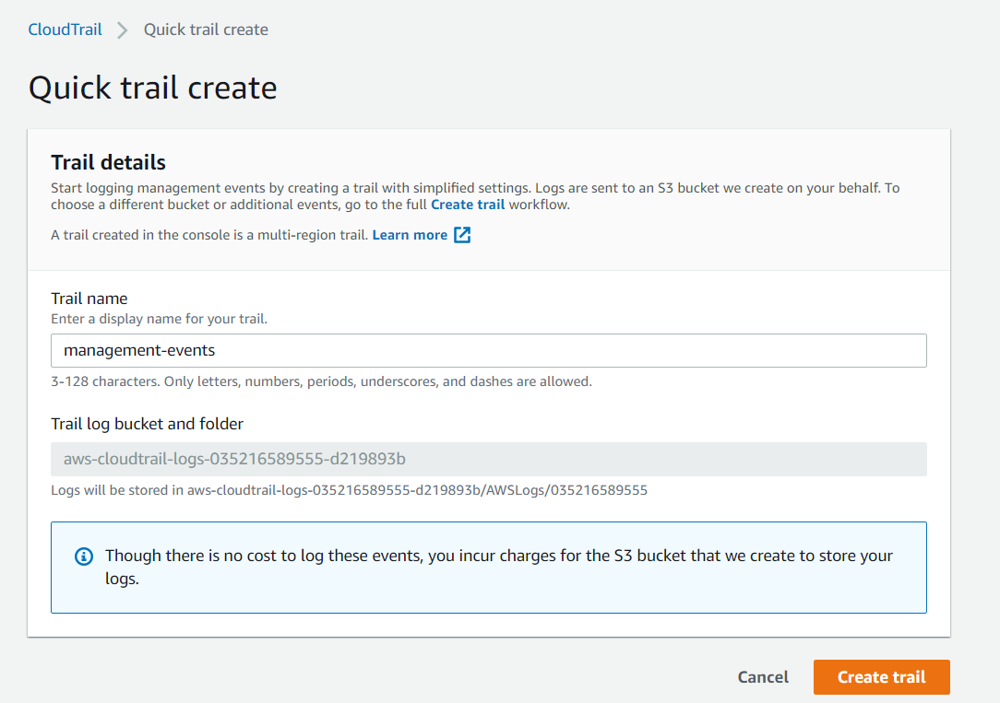 CloudTrail > Quick trail create
Quick trail create
Trail details
Start logging management events by creating a trail with simplified settings. Logs are sent to an S3 bucket we create on your behalf. To
choose a different bucket or additional events, go to the full Create trail workflow.
A trail created in the console is a multi-region trail. Learn more
Trail name
Enter a display name for your trail.
management-events
3-128 characters. Only letters, numbers, periods, underscores, and dashes are allowed.
Trail log bucket and folder
aws-cloudtrail-logs-035216589555-d219893b
Logs will be stored in aws-cloudtrail-logs-035216589555-d219893b/AWSLogs/035216589555
Though there is no cost to log these events, you incur charges for the S3 bucket that we create to store your
logs.
Cancel Create trail